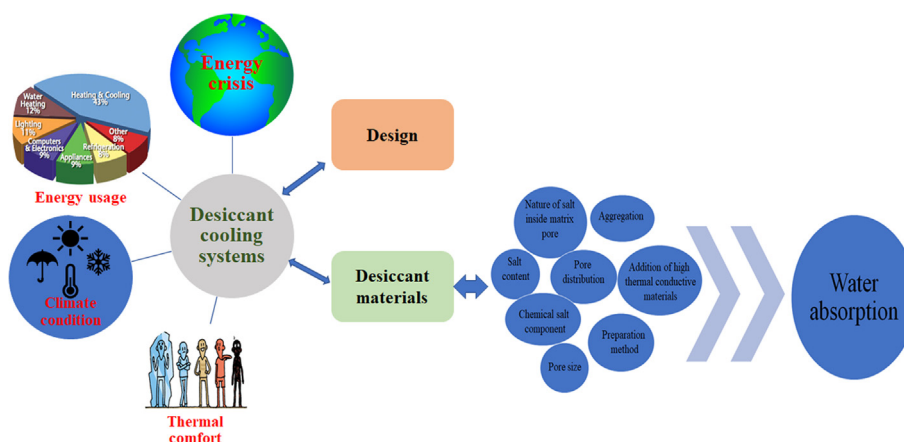 Energy
crisis
Heating & Cooling
43%
Water
Heating
12%
Lighting
11%
Computers
& Electronics
9%
Appliances
9%
Refrigeration
8%
Other
8%
Energy usage
Desiccant
cooling
systems
Climate
condition
Thermal
comfort
Design
Desiccant
materials
Nature of salt
inside matrix
pore
Aggregation
Salt
content
Pore
distribution
Addition of high
thermal conductive
materials
Chemical salt
component
Preparation
method
Pore size
Water
absorption